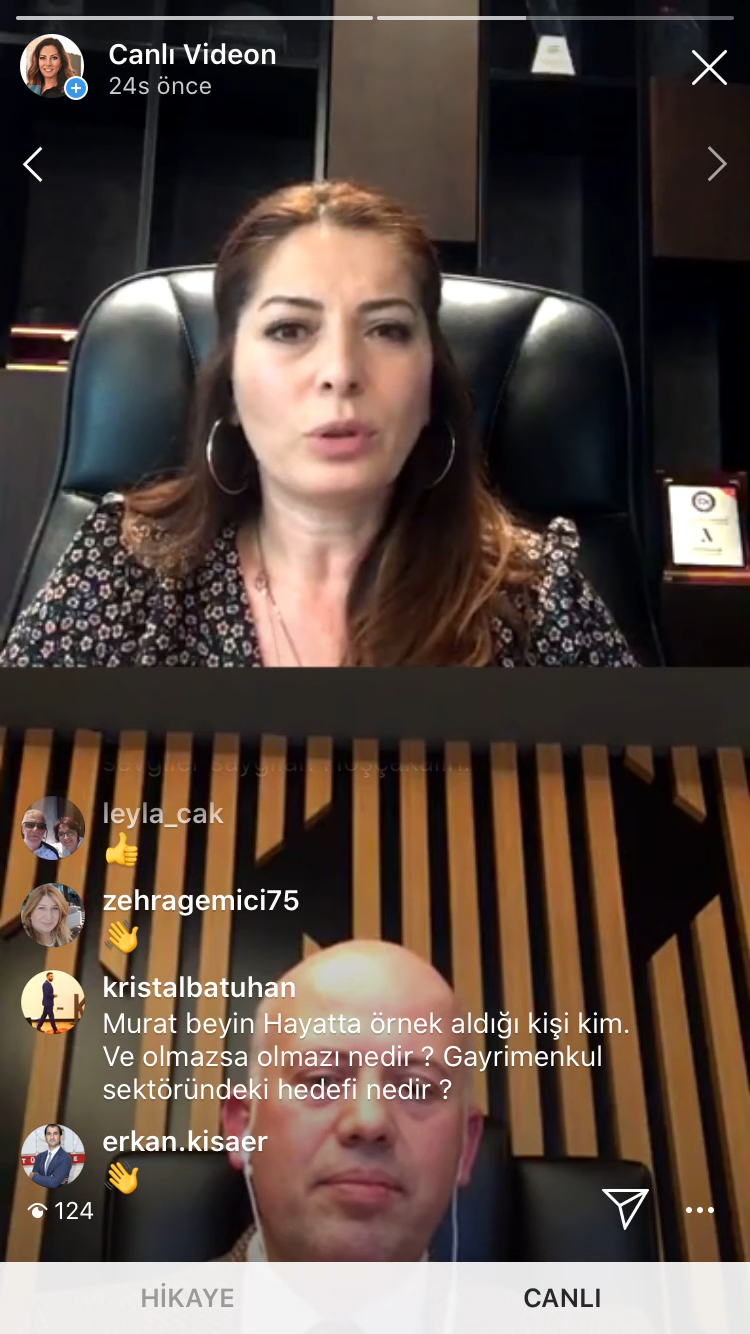 Canlı Videon
24s önce
leyla_cak
👍
zehragemici75
👋
kristalbatuhan
Murat beyin Hayatta örnek aldığı kişi kim.
Ve olmazsa olmazı nedir ? Gayrimenkul
sektöründeki hedefi nedir ?
erkan.kisaer
👋
124
HİKAYE
CANLI